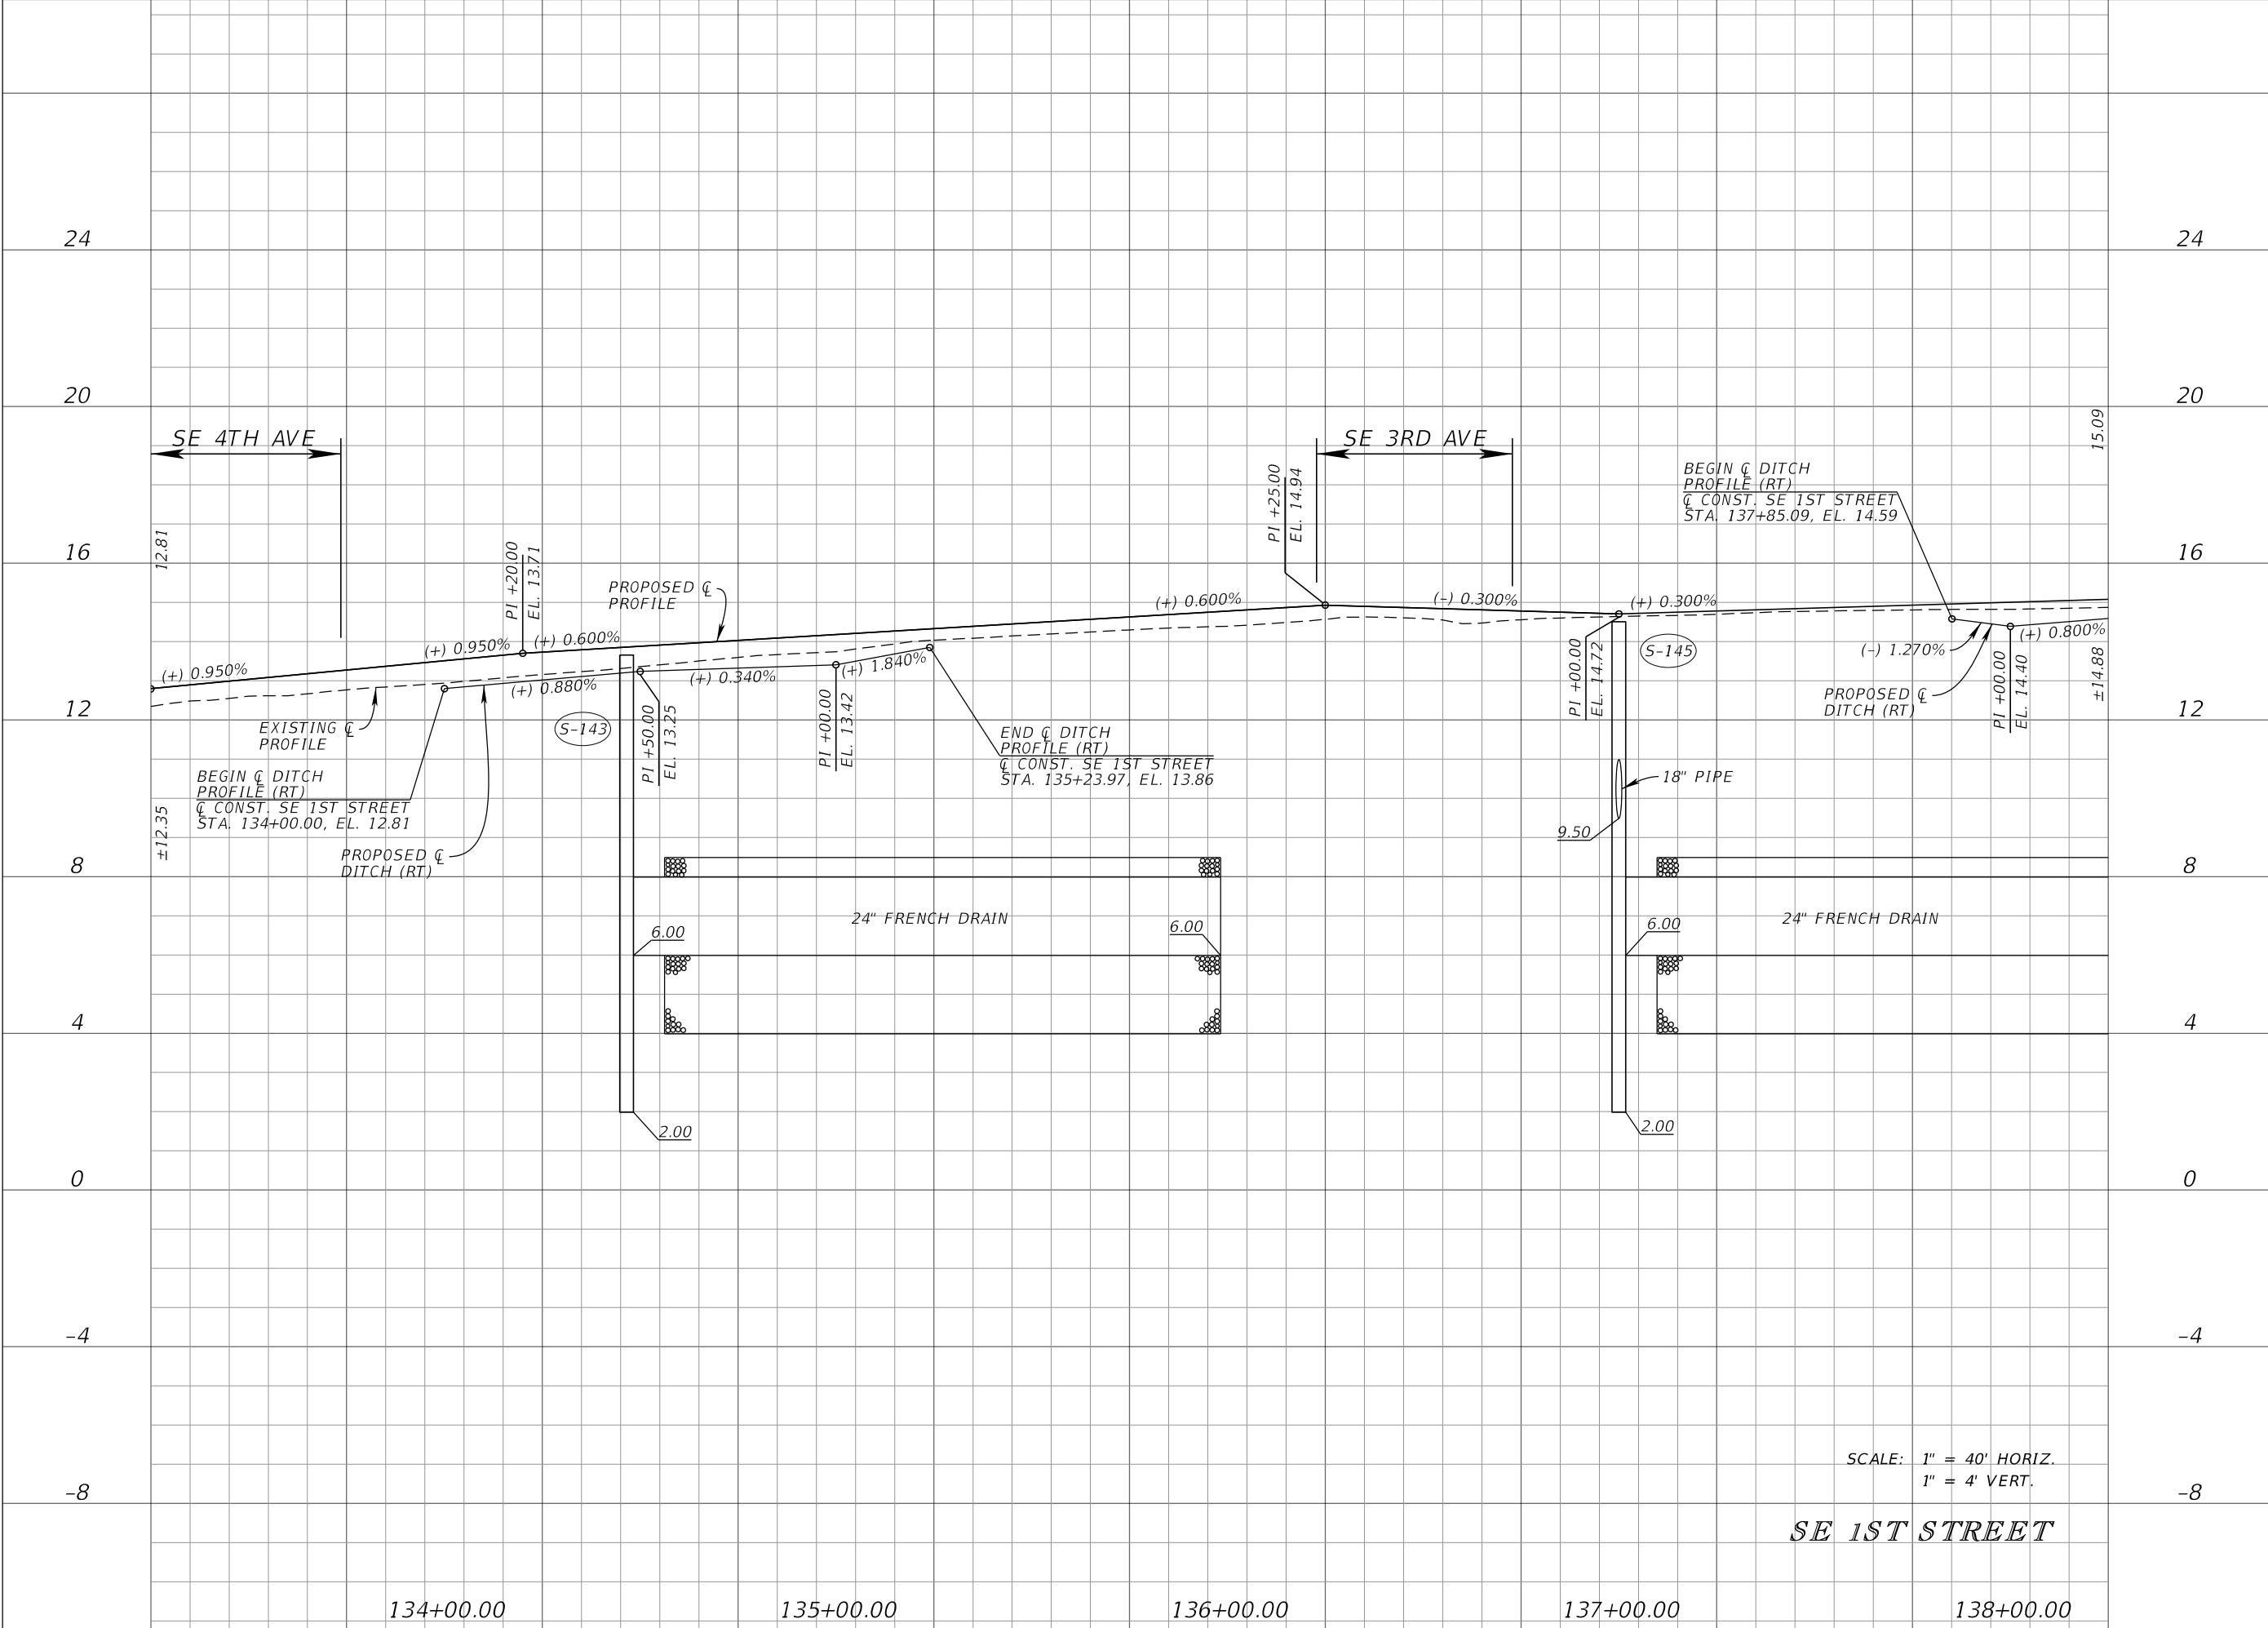 24
24
20
20
SE 4TH AVE
SE 3RD AVE
15.09
BEGIN ℄ DITCH
PROFILE (RT)
℄ CONST. SE 1ST STREET
STA. 137+85.09, EL. 14.59
PI +25.00
EL. 14.94
16
16
12.81
PI +20.00
EL. 13.71
PROPOSED ℄
PROFILE
(+) 0.950%
(+) 0.950%
(+) 0.600%
(+) 0.600%
(-) 0.300%
(+) 0.300%
S-145
(-) 1.270%
(+) 0.800%
(+) 0.880%
(+) 0.340%
(+) 1.840%
PI +00.00
EL. 14.72
PI +00.00
EL. 14.40
±14.88
PROPOSED ℄
DITCH (RT)
12
12
EXISTING ℄
PROFILE
S-143
PI +50.00
EL. 13.25
PI +00.00
EL. 13.42
END ℄ DITCH
PROFILE (RT)
℄ CONST. SE 1ST STREET
STA. 135+23.97, EL. 13.86
BEGIN ℄ DITCH
PROFILE (RT)
℄ CONST. SE 1ST STREET
STA. 134+00.00, EL. 12.81
±12.35
18" PIPE
9.50
PROPOSED ℄
DITCH (RT)
8
8
24" FRENCH DRAIN
24" FRENCH DRAIN
6.00
6.00
6.00
4
4
2.00
2.00
0
0
-4
-4
SCALE: 1" = 40' HORIZ.
1" = 4' VERT.
-8
-8
SE 1ST STREET
134+00.00
135+00.00
136+00.00
137+00.00
138+00.00